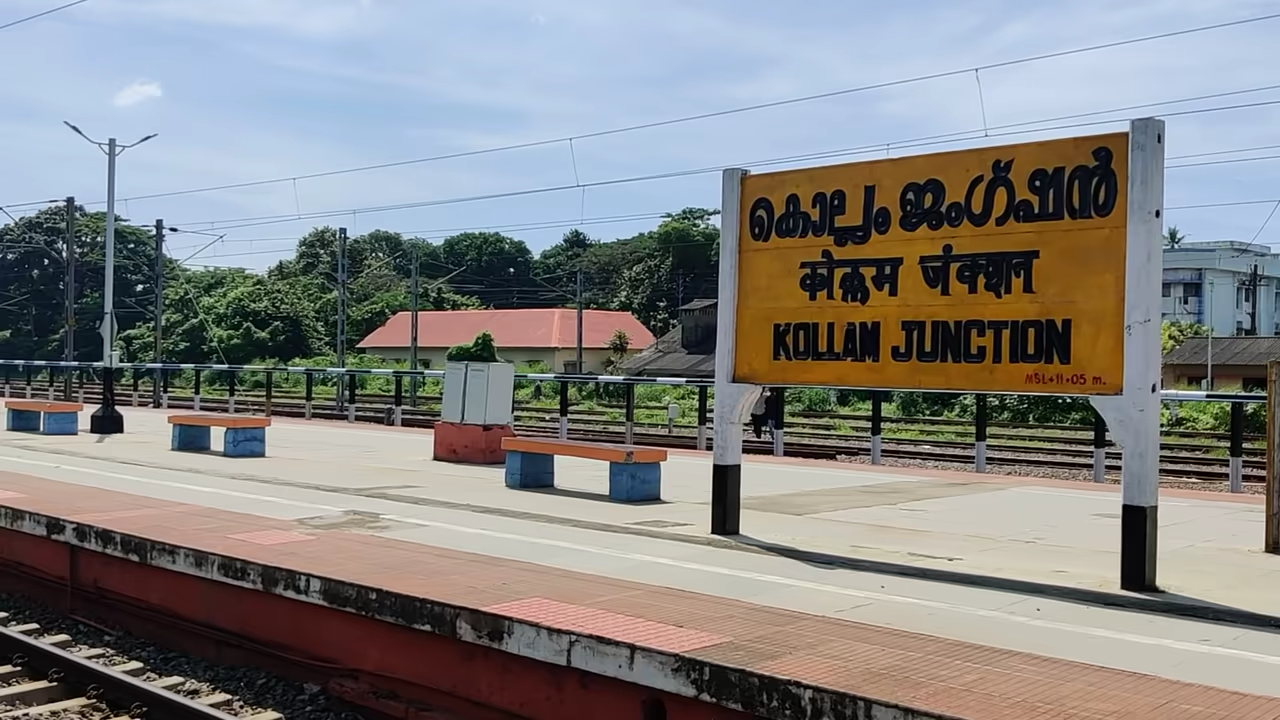 കൊല്ലം ജംഗ്ഷൻ
कोल्लम जंक्शन
KOLLAM JUNCTION
MSL+11.05 m.